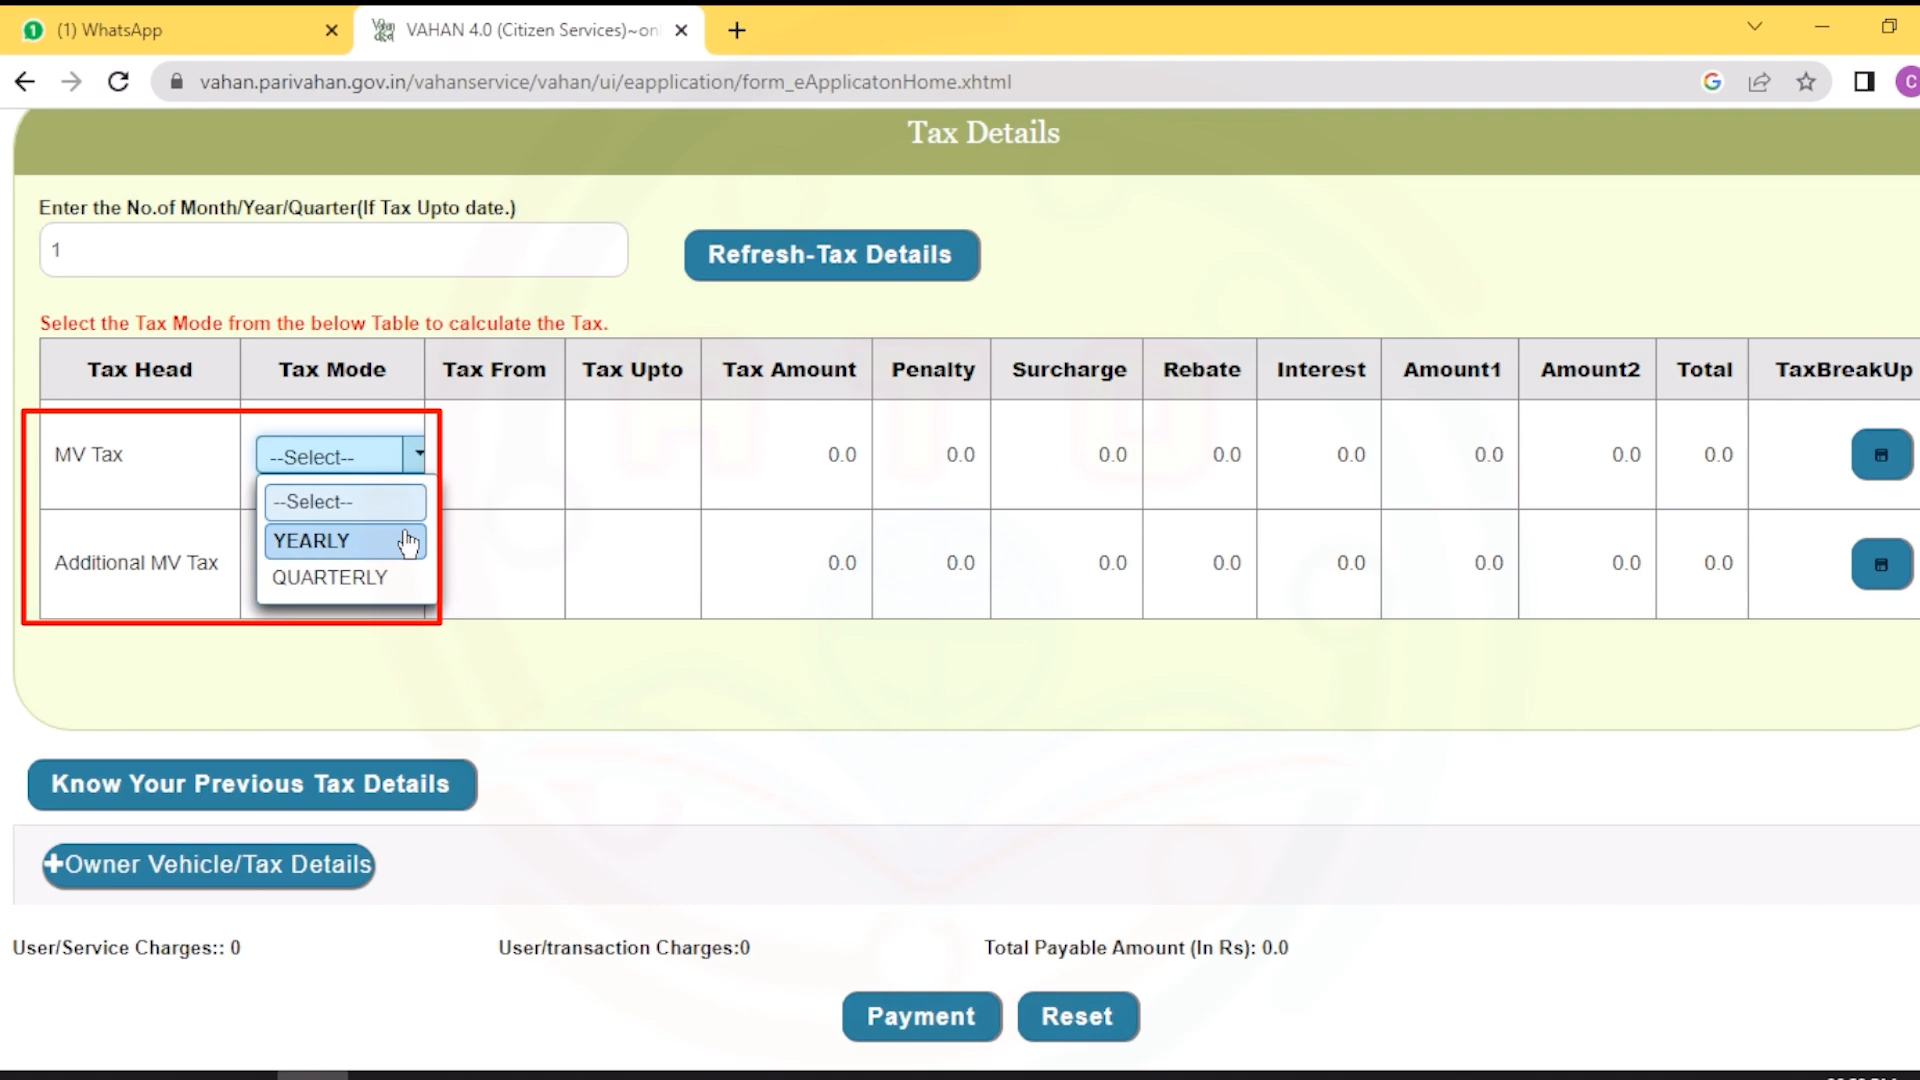 (1) WhatsApp
VAHAN 4.0 (Citizen Services)~on
vahan.parivahan.gov.in/vahanservice/vahan/ui/eapplication/form_eApplicatonHome.xhtml
Tax Details
Enter the No.of Month/Year/Quarter(If Tax Upto date.)
1
Refresh-Tax Details
Select the Tax Mode from the below Table to calculate the Tax.
Tax Head Tax Mode Tax From Tax Upto Tax Amount Penalty Surcharge Rebate Interest Amount1 Amount2 Total TaxBreakUp
MV Tax --Select-- 0.0 0.0 0.0 0.0 0.0 0.0 0.0 0.0
--Select--
YEARLY
Additional MV Tax 0.0 0.0 0.0 0.0 0.0 0.0 0.0 0.0
QUARTERLY
Know Your Previous Tax Details
+Owner Vehicle/Tax Details
User/Service Charges:: 0 User/transaction Charges:0 Total Payable Amount (In Rs): 0.0
Payment Reset